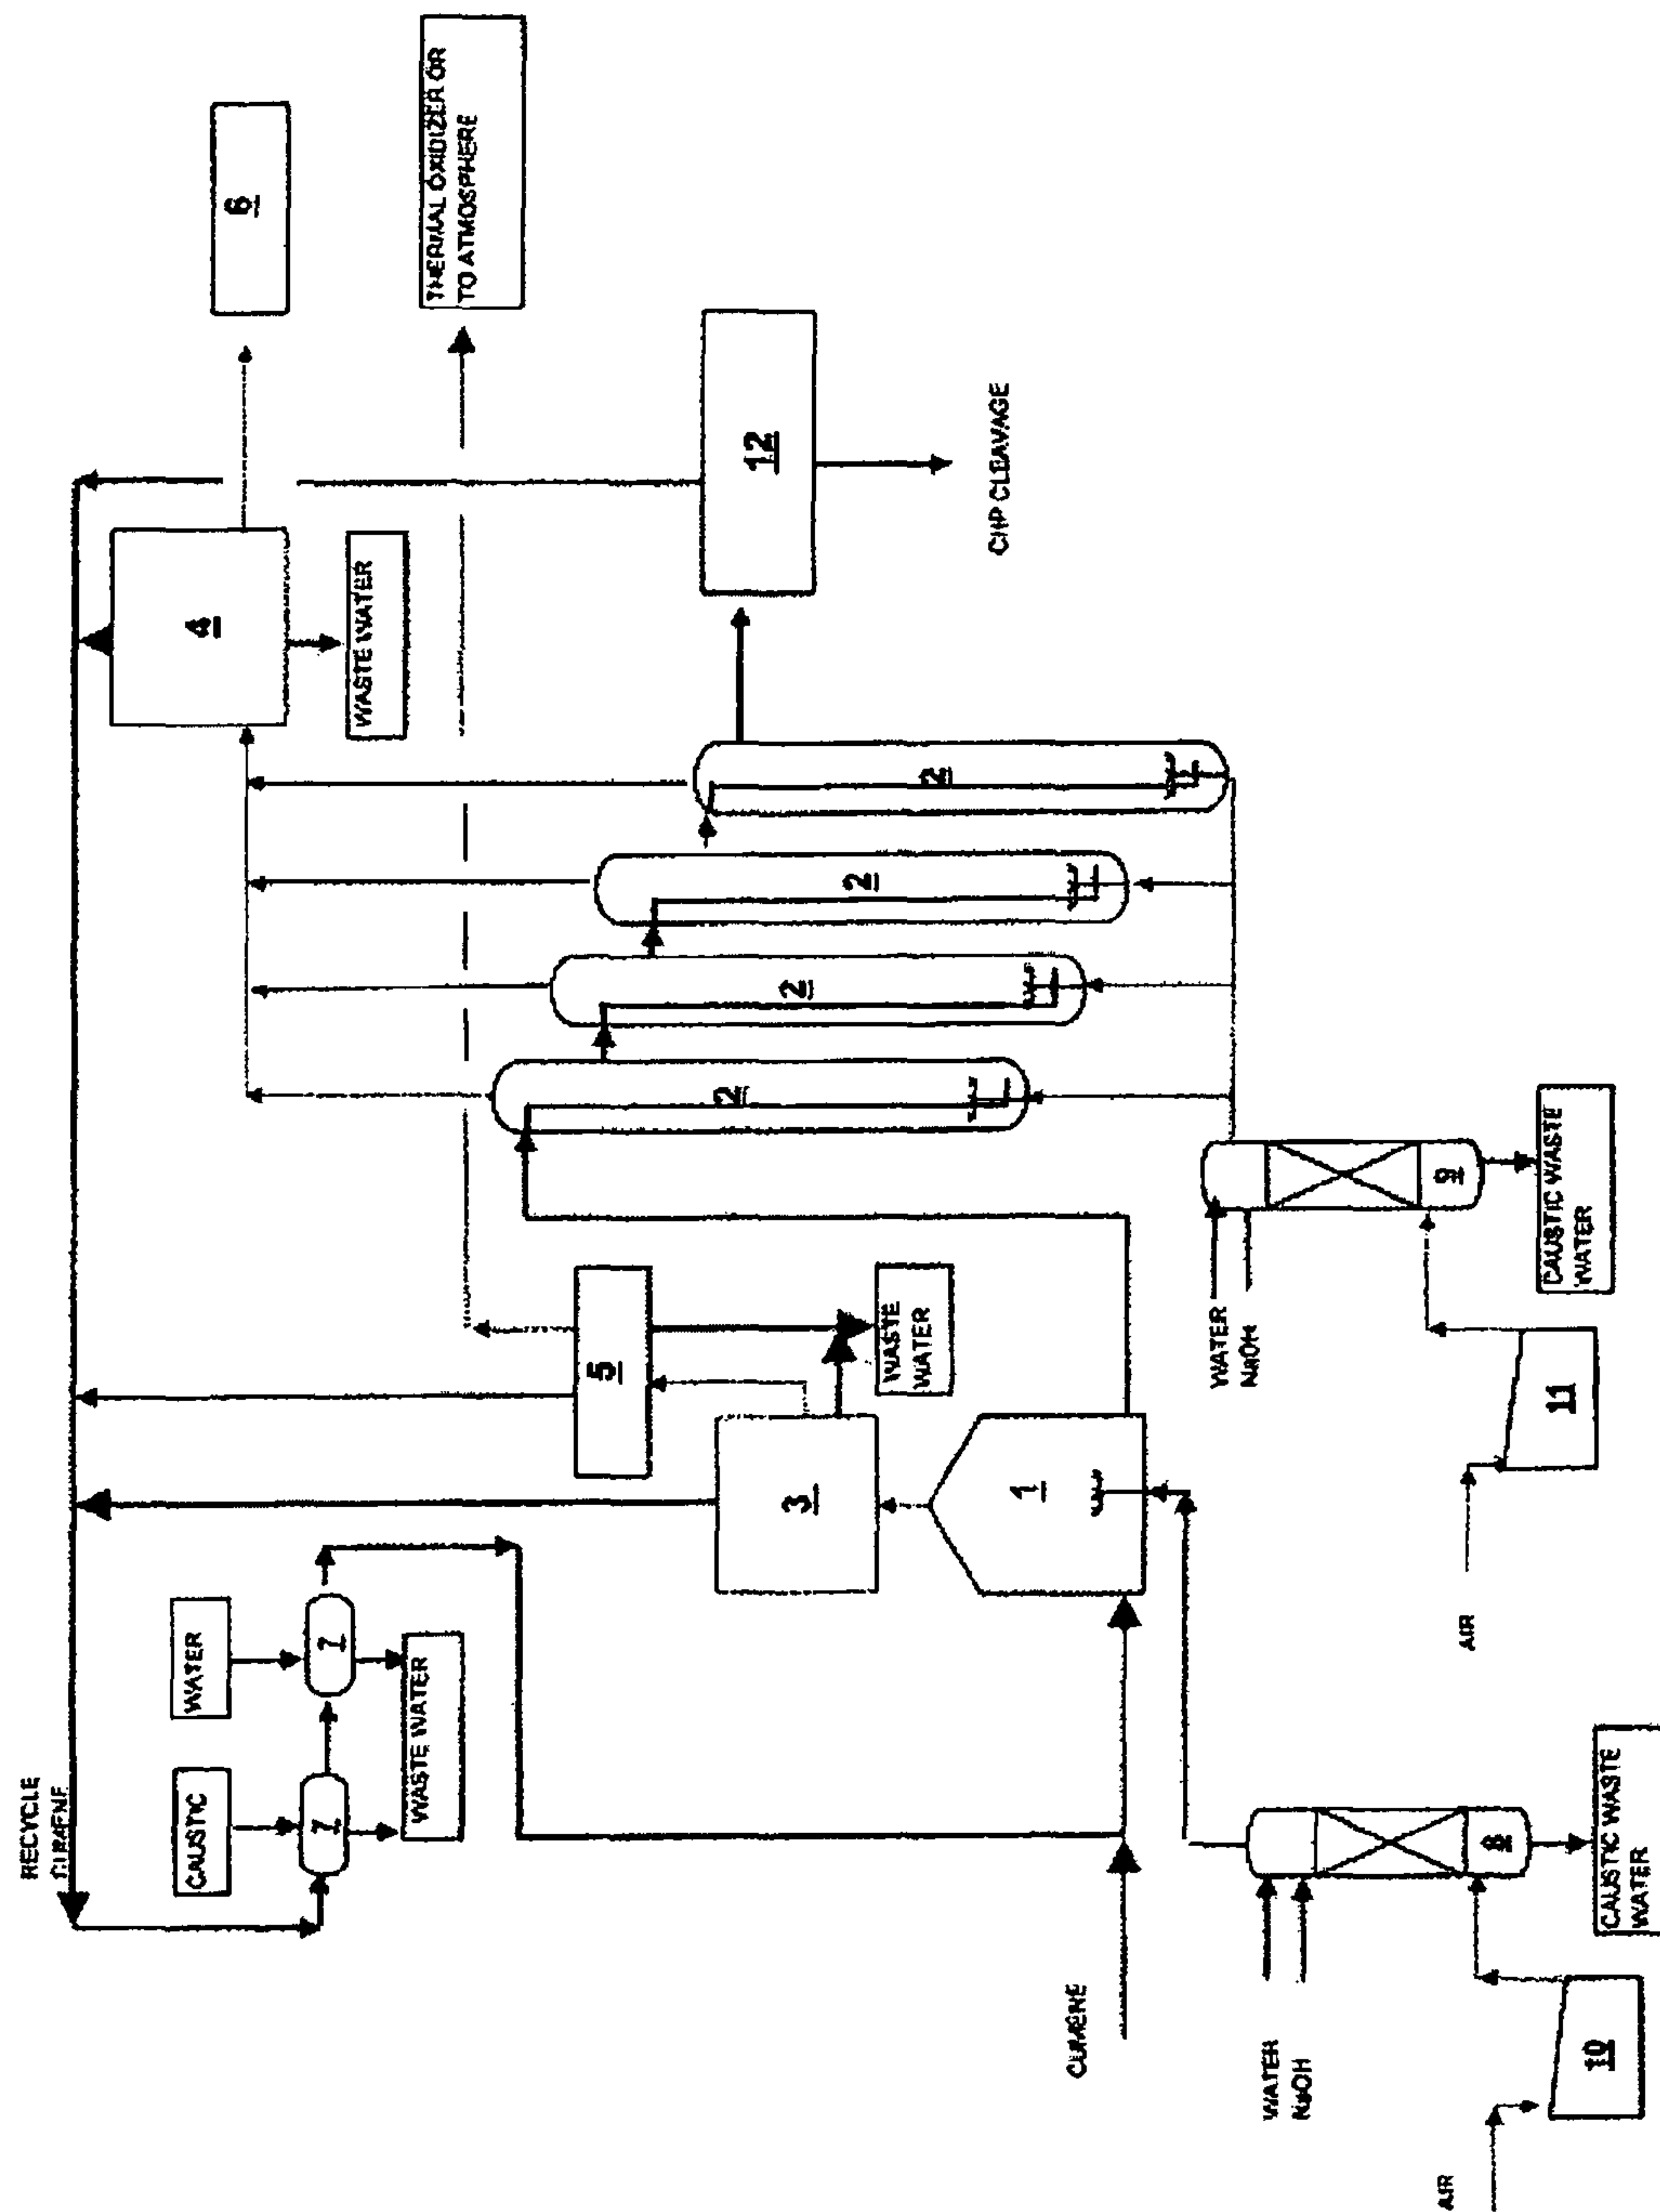 RECYCLE
CUMENE
CAUSTIC
WATER
4
6
7
7
WASTE WATER
WASTE WATER
THERMAL OXIDIZER OR
TO ATMOSPHERE
5
3
WASTE
WATER
2
2
2
2
12
CHP CLEAVAGE
1
CUMENE
WATER
NaOH
8
CAUSTIC WASTE
WATER
WATER
NaOH
9
CAUSTIC WASTE
WATER
AIR
10
AIR
11